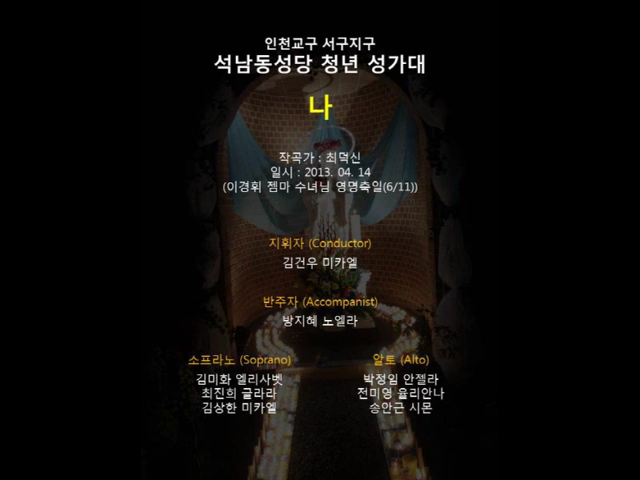 인천교구 서구지구
석남동성당 청년 성가대
나
작곡가 : 최덕신
일시 : 2013. 04. 14
(이경휘 젬마 수녀님 영명축일(6/11))
지휘자 (Conductor)
김건우 미카엘
반주자 (Accompanist)
방지혜 노엘라
소프라노 (Soprano)
김미화 엘리사벳
최진희 글라라
김상한 미카엘
알토 (Alto)
박정임 안젤라
전미영 율리안나
송안근 시몬